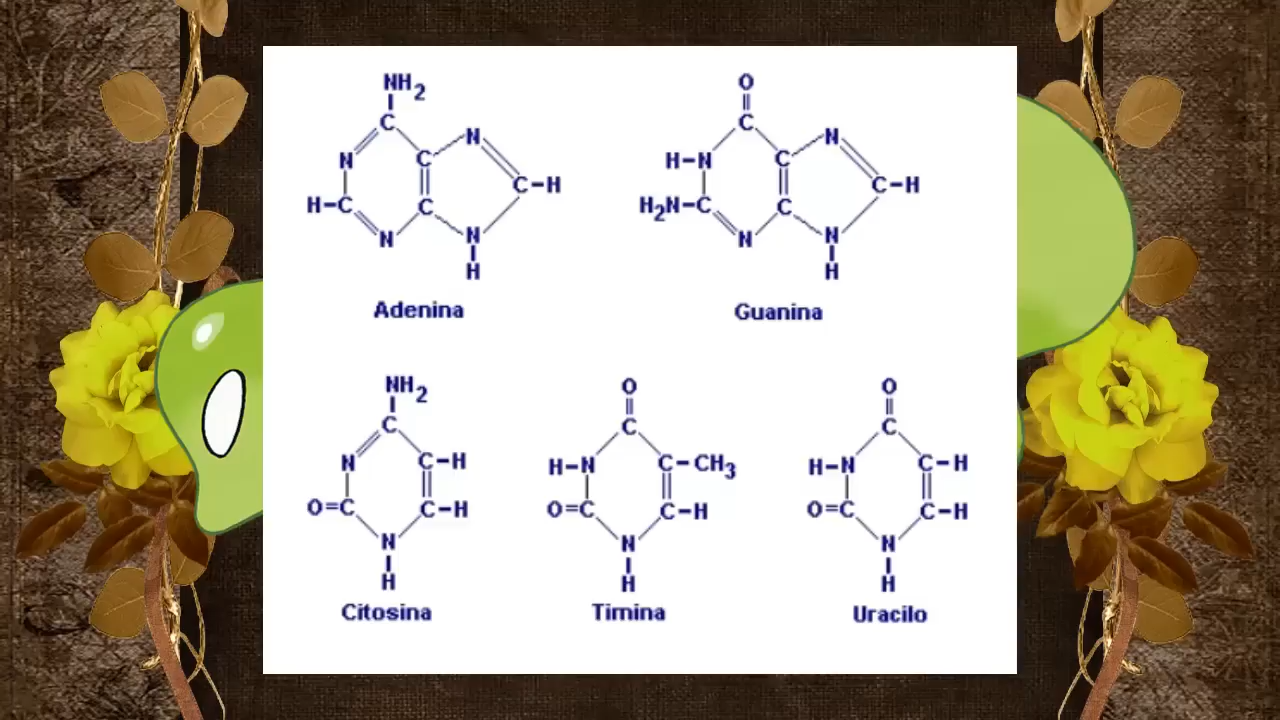 NH2 O
C N C N
N C H-N C
C-H C-H
H-C C H2N-C C
N N N N
H H
Adenina Guanina
NH2 O O
C C C
N C-H H-N C-CH3 H-N C-H
O=C C-H O=C C-H O=C C-H
N N N
H H H
Citosina Timina Uracilo